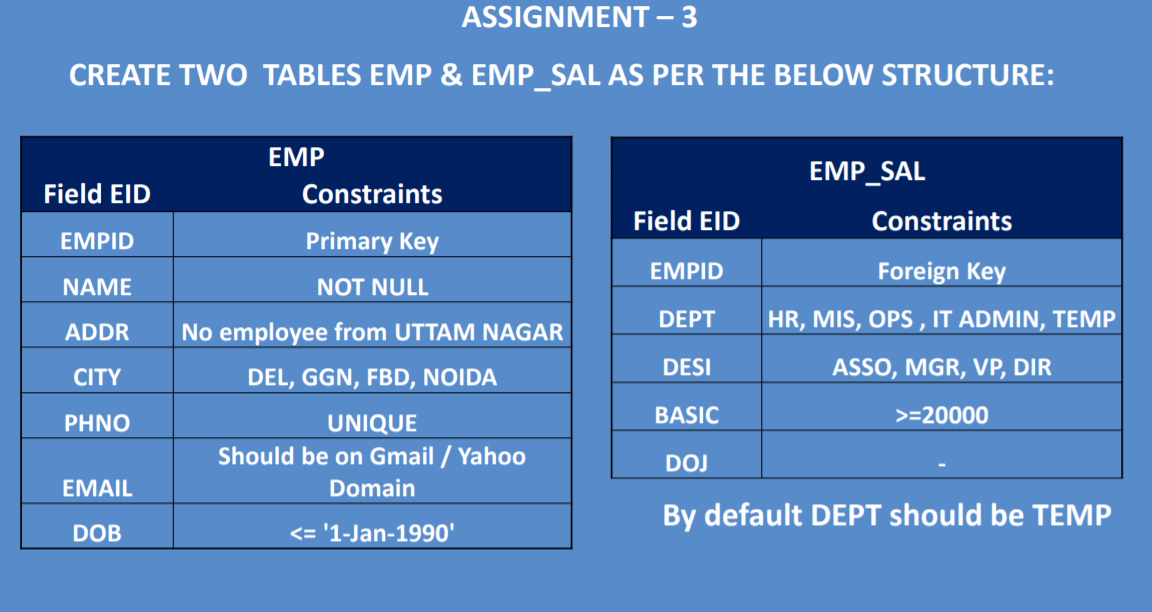 ASSIGNMENT – 3
CREATE TWO TABLES EMP & EMP_SAL AS PER THE BELOW STRUCTURE:
EMP
Field EID Constraints
EMPID Primary Key
NAME NOT NULL
ADDR No employee from UTTAM NAGAR
CITY DEL, GGN, FBD, NOIDA
PHNO UNIQUE
EMAIL Should be on Gmail / Yahoo
Domain
DOB <= '1-Jan-1990'
EMP_SAL
Field EID Constraints
EMPID Foreign Key
DEPT HR, MIS, OPS , IT ADMIN, TEMP
DESI ASSO, MGR, VP, DIR
BASIC >=20000
DOJ -
By default DEPT should be TEMP